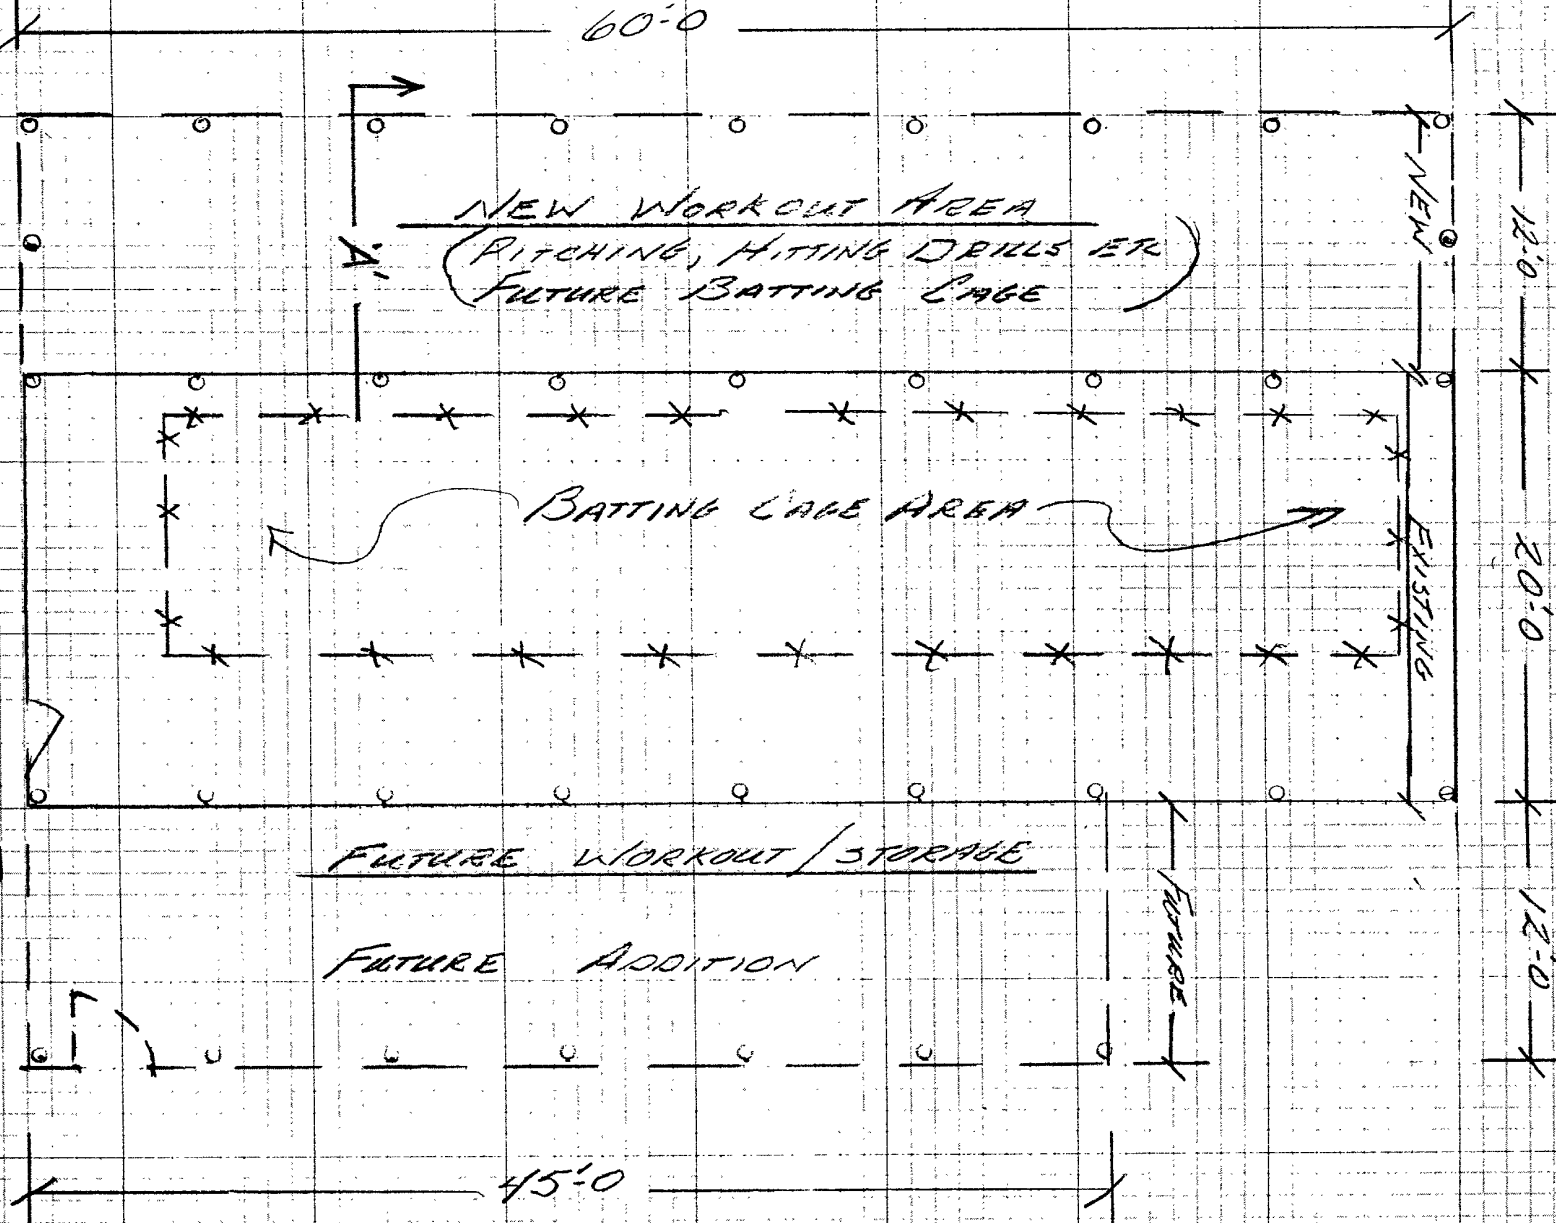 60'-0
NEW WORKOUT AREA
(PITCHING, HITTING DRILLS ETC
FUTURE BATTING CAGE)
'A'
NEW
12'-0
BATTING CAGE AREA
EXISTING
20'-0
FUTURE WORKOUT/STORAGE
FUTURE ADDITION
FUTURE
12'-0
45'-0